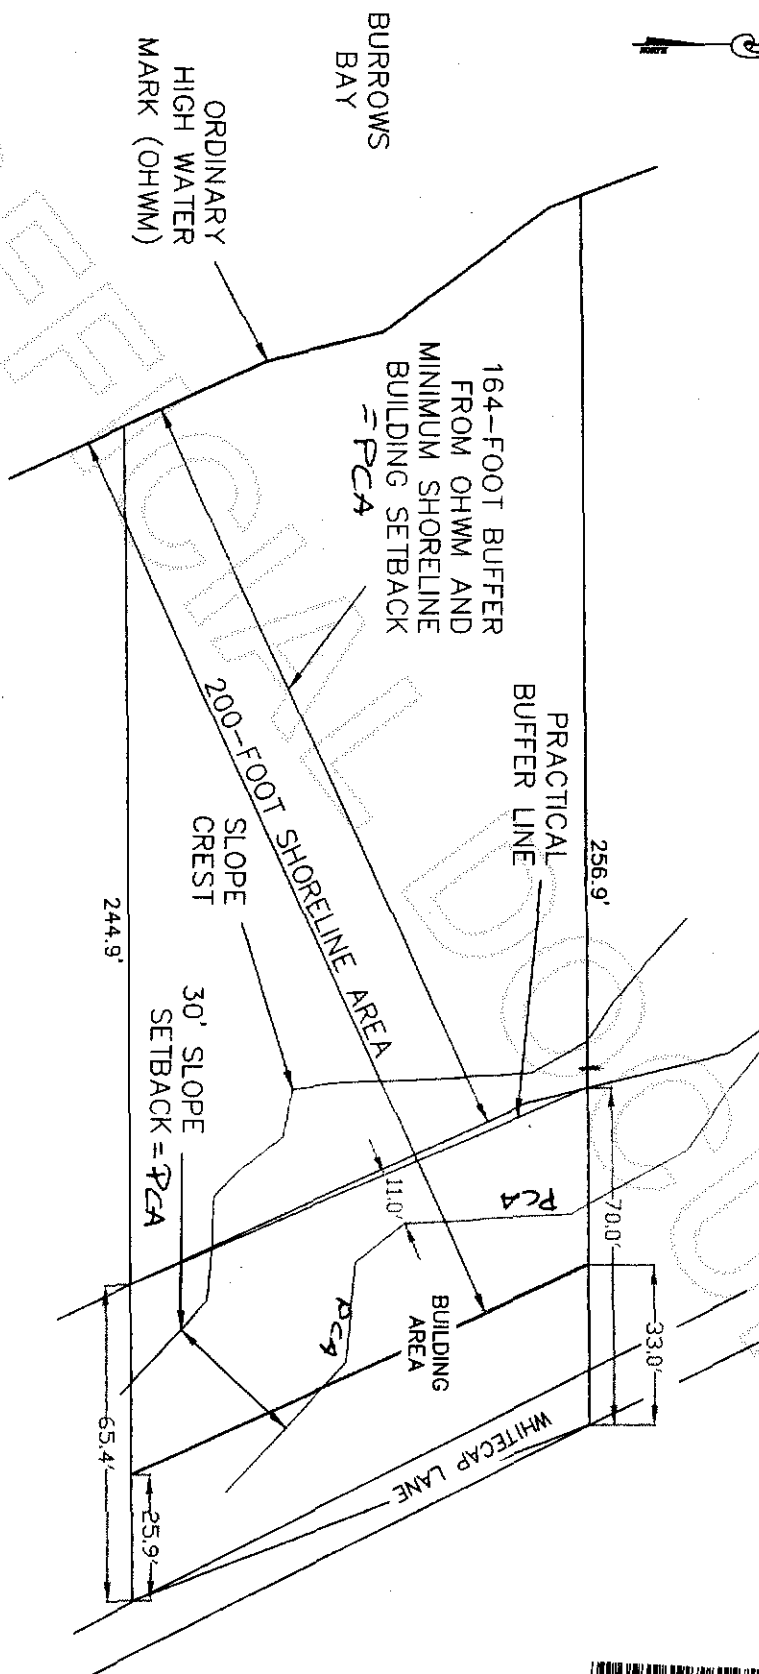 NORTH
BURROWS
BAY
ORDINARY
HIGH WATER
MARK (OHWM)
164-FOOT BUFFER
FROM OHWM AND
MINIMUM SHORELINE
BUILDING SETBACK
= PCA
PRACTICAL
BUFFER LINE
256.9'
200-FOOT SHORELINE AREA
SLOPE
CREST
244.9'
30' SLOPE
SETBACK = PCA
11.0'
PCA
70.0'
33.0'
BUILDING
AREA
PCA
WHITECAP LANE
65.4'
25.9'